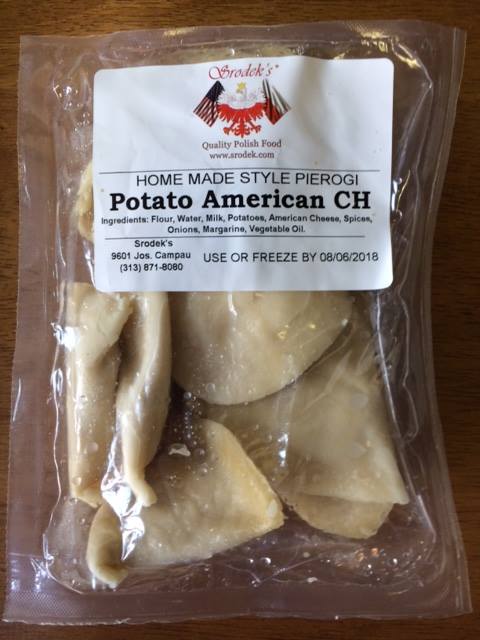 Srodek's
Quality Polish Food
www.srodek.com
HOME MADE STYLE PIEROGI
Potato American CH
Ingredients: Flour, Water, Milk, Potatoes, American Cheese, Spices,
Onions, Margarine, Vegetable Oil.
Srodek's
9601 Jos. Campau
(313) 871-8080
USE OR FREEZE BY 08/06/2018